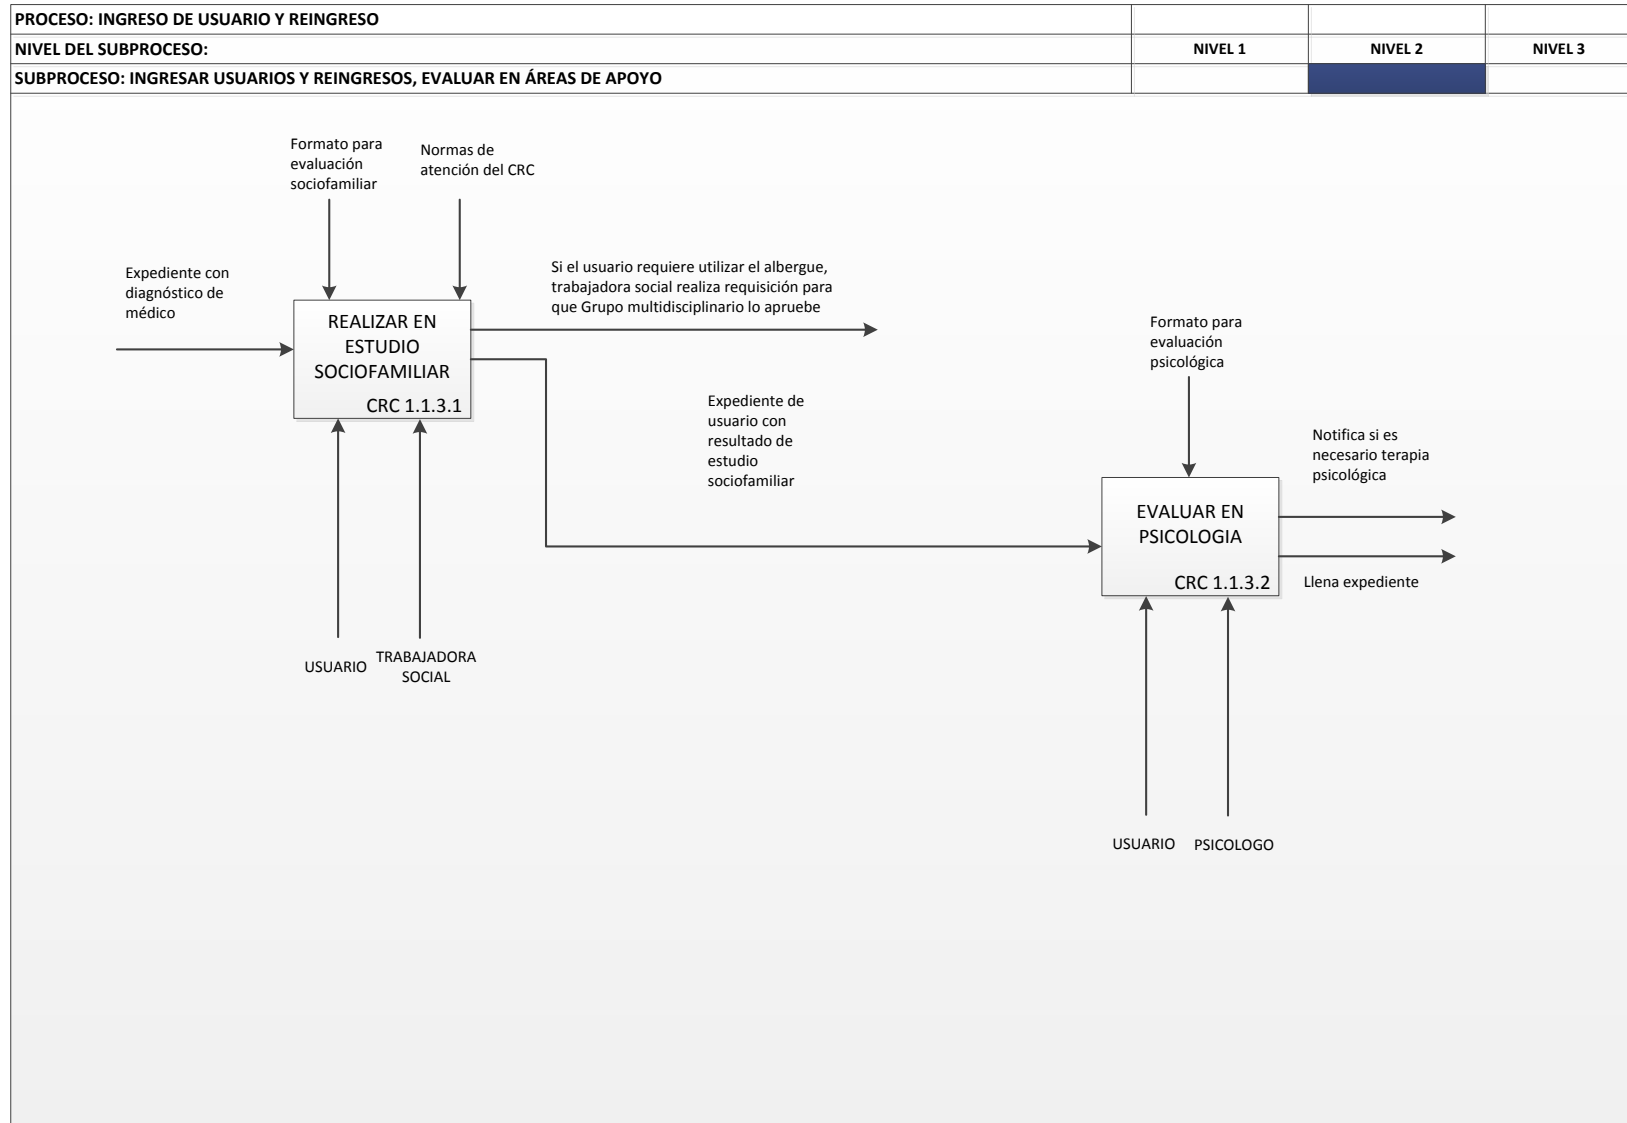 PROCESO: INGRESO DE USUARIO Y REINGRESO
NIVEL DEL SUBPROCESO:
NIVEL 1
NIVEL 2
NIVEL 3
SUBPROCESO: INGRESAR USUARIOS Y REINGRESOS, EVALUAR EN ÁREAS DE APOYO
Formato para
evaluación
sociofamiliar
Normas de
atención del CRC
Expediente con
diagnóstico de
médico
Si el usuario requiere utilizar el albergue,
trabajadora social realiza requisición para
que Grupo multidisciplinario lo apruebe
REALIZAR EN
ESTUDIO
SOCIOFAMILIAR
CRC 1.1.3.1
Formato para
evaluación
psicológica
Expediente de
usuario con
resultado de
estudio
sociofamiliar
Notifica si es
necesario terapia
psicológica
EVALUAR EN
PSICOLOGIA
CRC 1.1.3.2
Llena expediente
USUARIO
TRABAJADORA
SOCIAL
USUARIO
PSICOLOGO